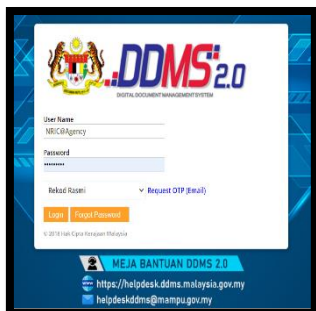 DDMS 2.0
DIGITAL DOCUMENT MANAGEMENT SYSTEM
User Name
NRIC@Agency
Password
•••••••••
Rekod Rasmi
Request OTP (Email)
Login
Forgot Password
© 2018 Hak Cipta Kerajaan Malaysia
MEJA BANTUAN DDMS 2.0
https://helpdesk.ddms.malaysia.gov.my
helpdeskddms@mampu.gov.my